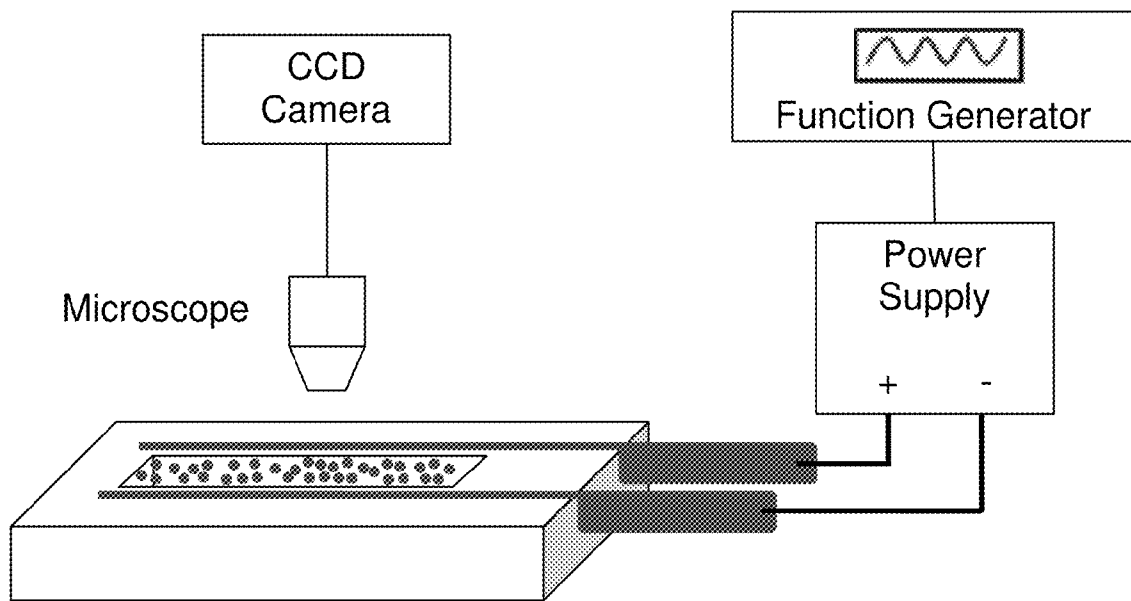 CCD
Camera
Function Generator
Power
Supply
Microscope
+ -